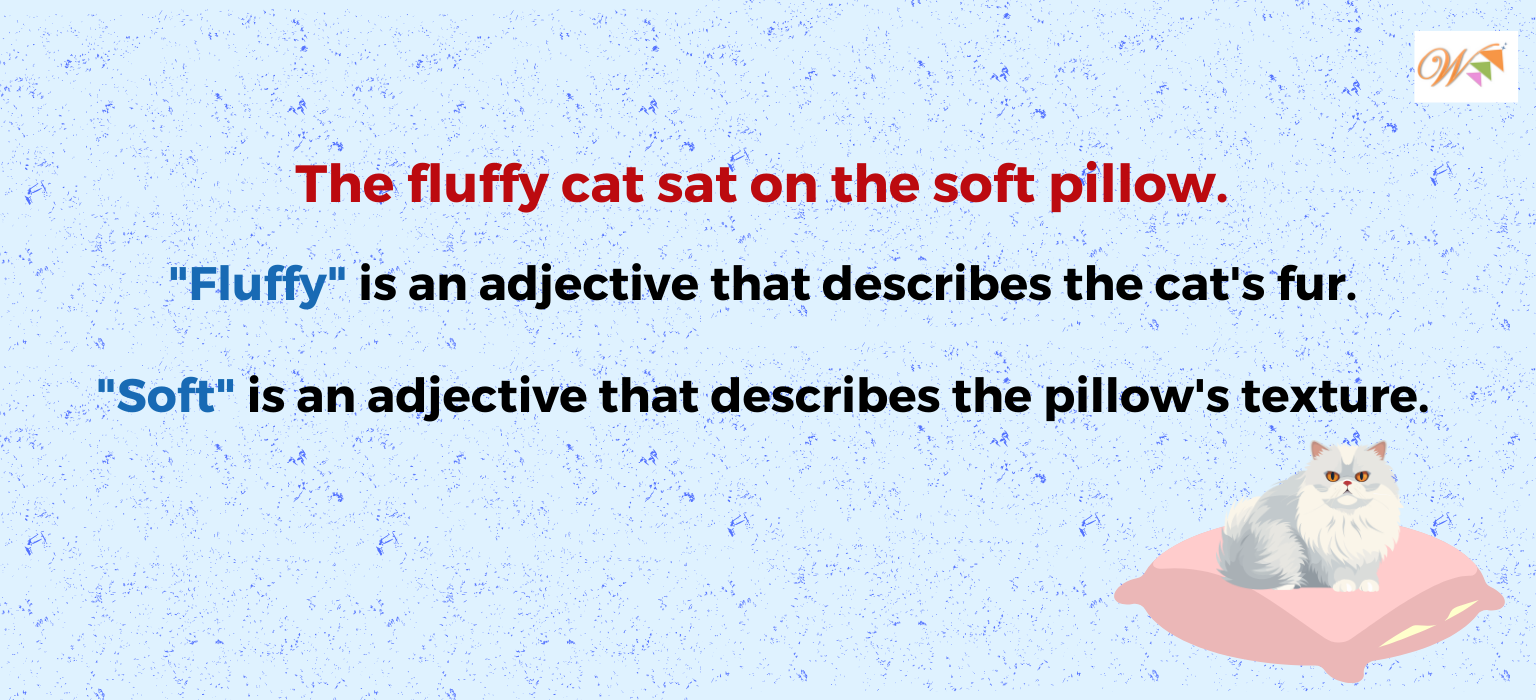 W
The fluffy cat sat on the soft pillow.
"Fluffy" is an adjective that describes the cat's fur.
"Soft" is an adjective that describes the pillow's texture.